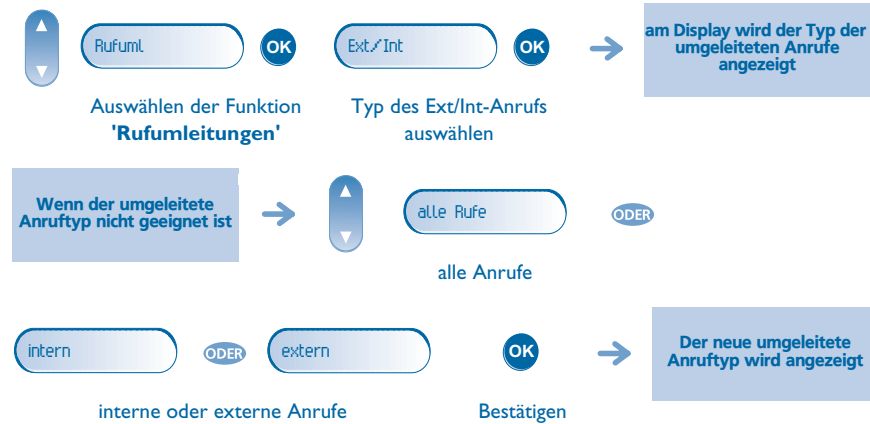 Rufuml
OK
Ext/Int
OK
am Display wird der Typ der
umgeleiteten Anrufe
angezeigt
Auswählen der Funktion
'Rufumleitungen'
Typ des Ext/Int-Anrufs
auswählen
Wenn der umgeleitete
Anruftyp nicht geeignet ist
alle Rufe
ODER
alle Anrufe
intern
ODER
extern
OK
Der neue umgeleitete
Anruftyp wird angezeigt
interne oder externe Anrufe
Bestätigen